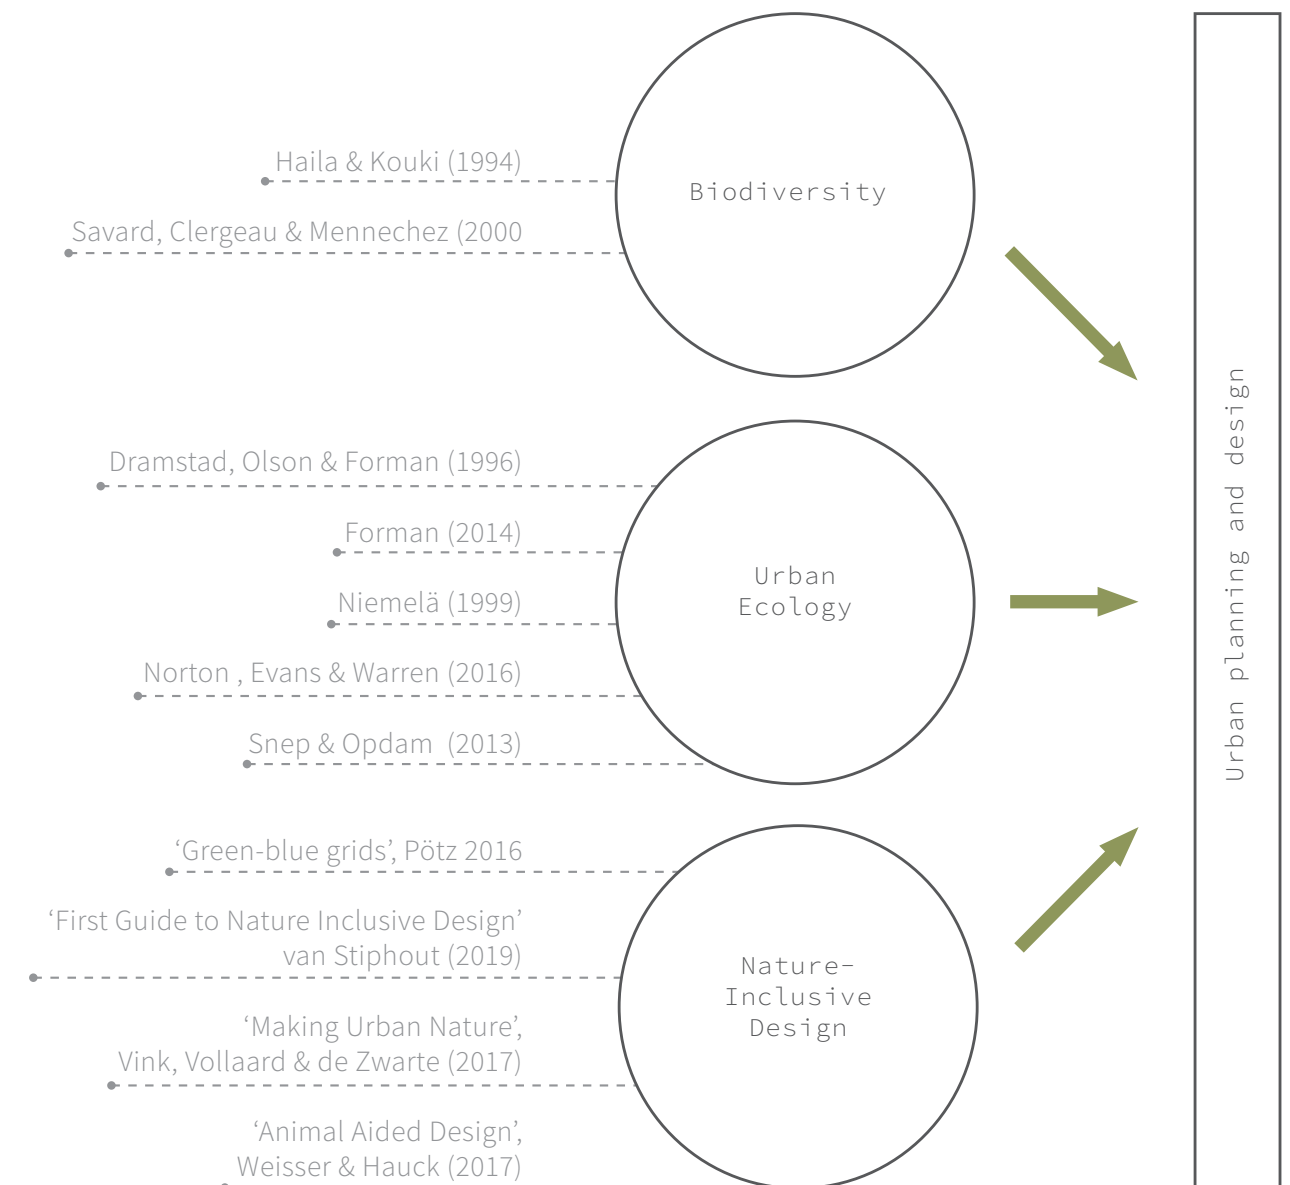 Haila & Kouki (1994)
Savard, Clergeau & Mennechez (2000
Biodiversity
Dramstad, Olson & Forman (1996)
Forman (2014)
Niemelä (1999)
Norton , Evans & Warren (2016)
Snep & Opdam  (2013)
Urban
Ecology
‘Green-blue grids’, Pötz 2016
‘First Guide to Nature Inclusive Design’
van Stiphout (2019)
‘Making Urban Nature’,
Vink, Vollaard & de Zwarte (2017)
‘Animal Aided Design’,
Weisser & Hauck (2017)
Nature-
Inclusive
Design
Urban planning and design